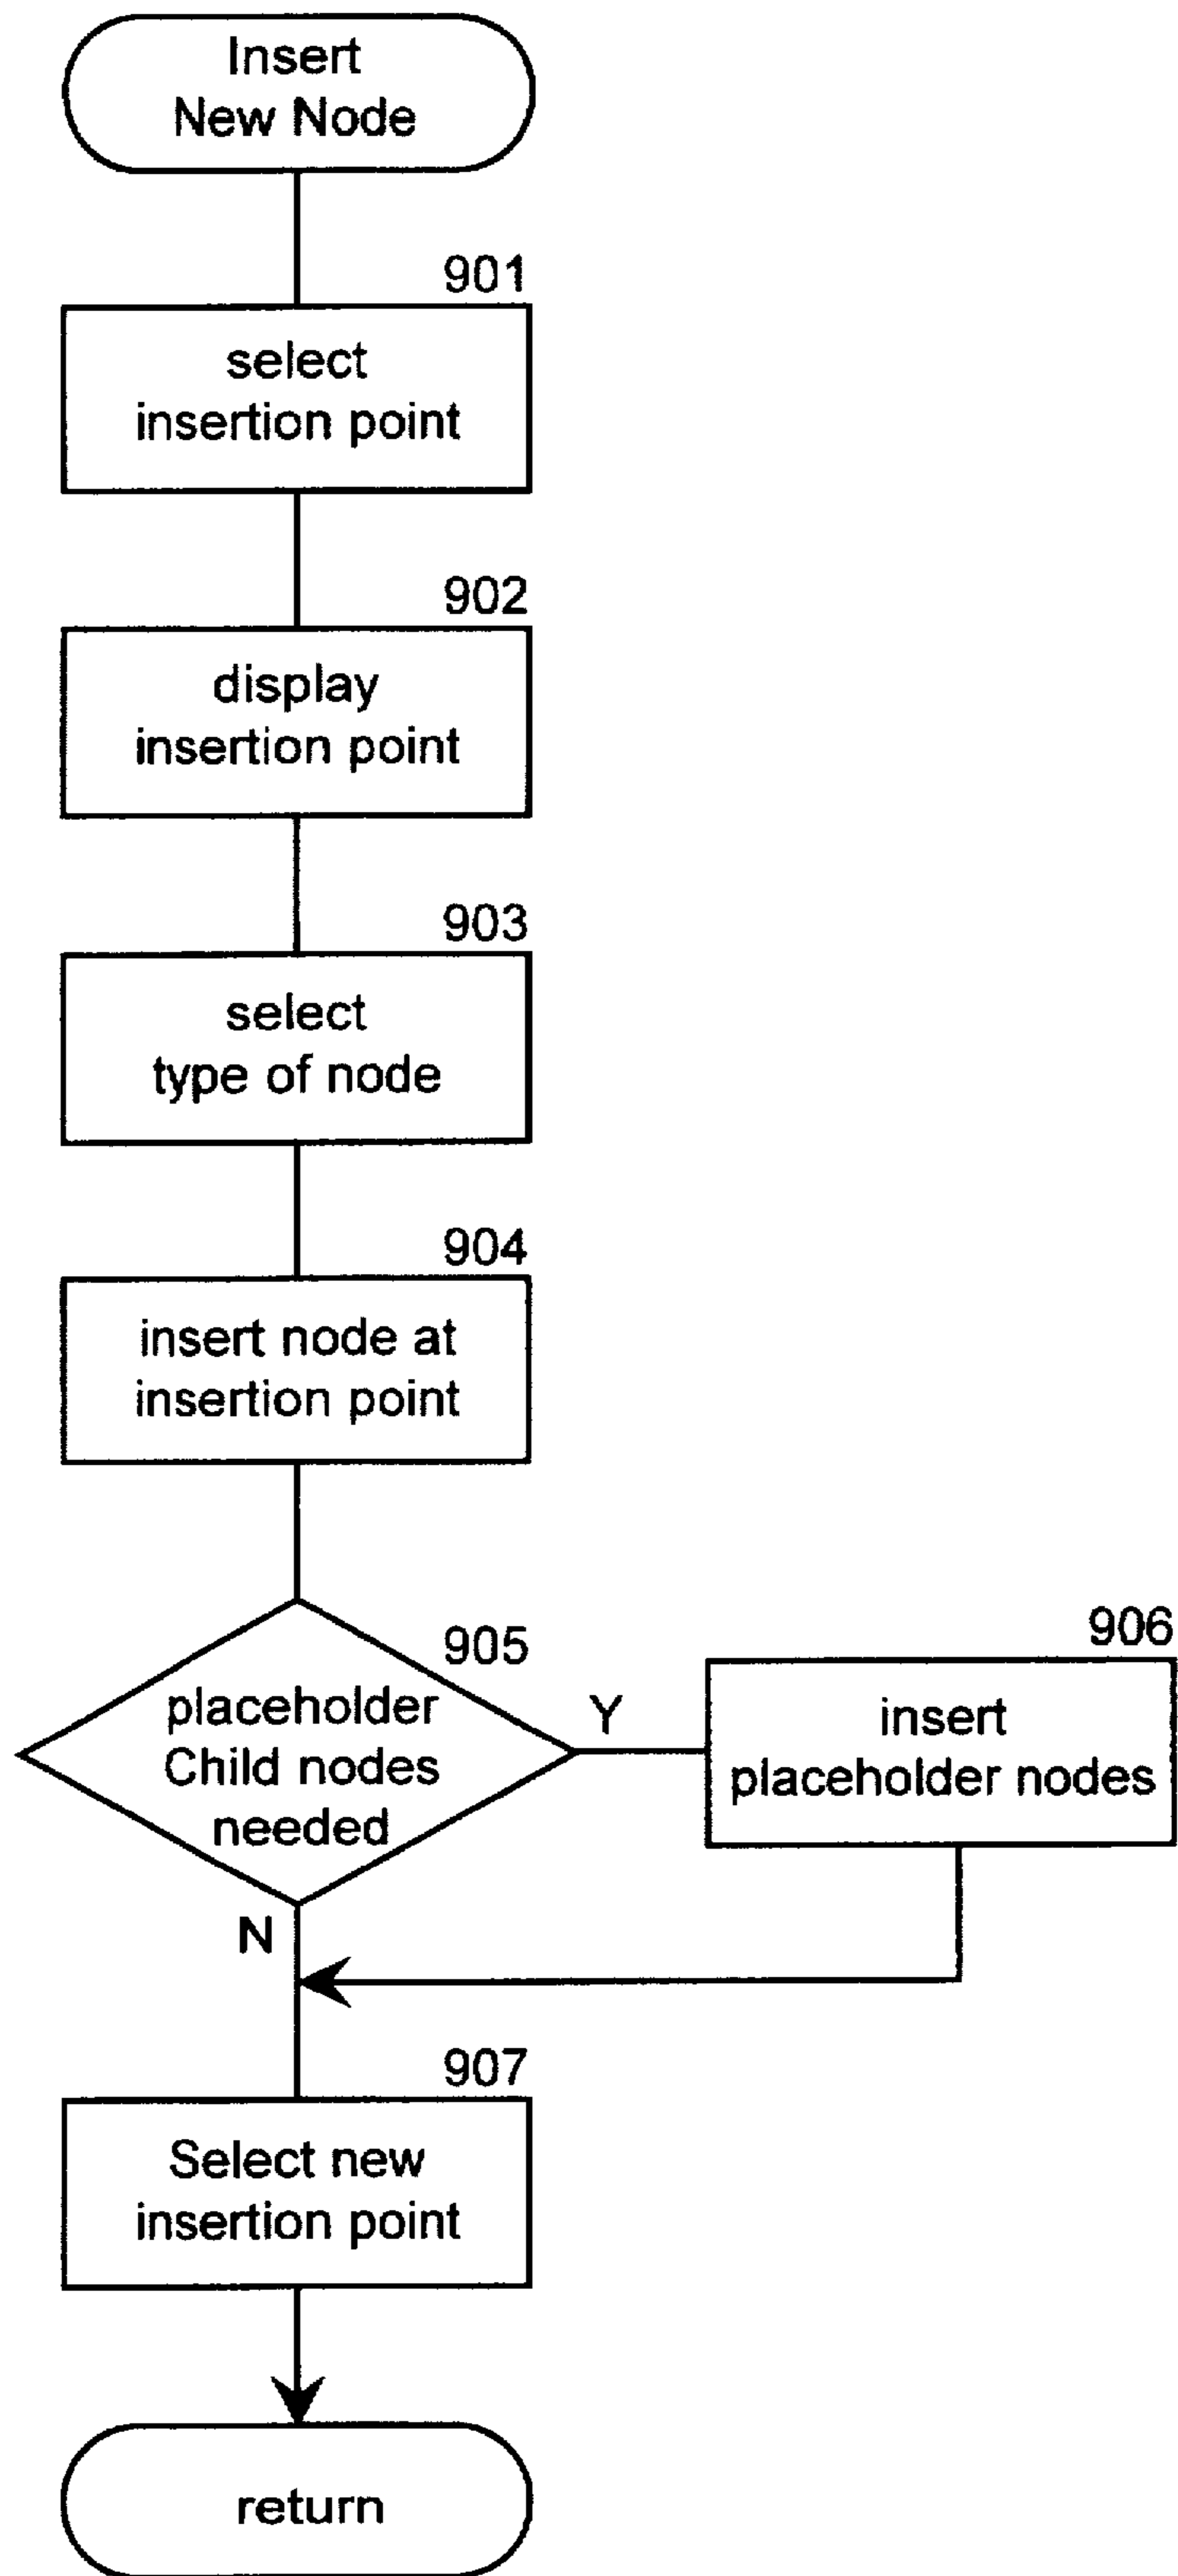 Insert
New Node
901
select
insertion point
902
display
insertion point
903
select
type of node
904
insert node at
insertion point
905
placeholder
Child nodes
needed
Y
906
insert
placeholder nodes
N
907
Select new
insertion point
return